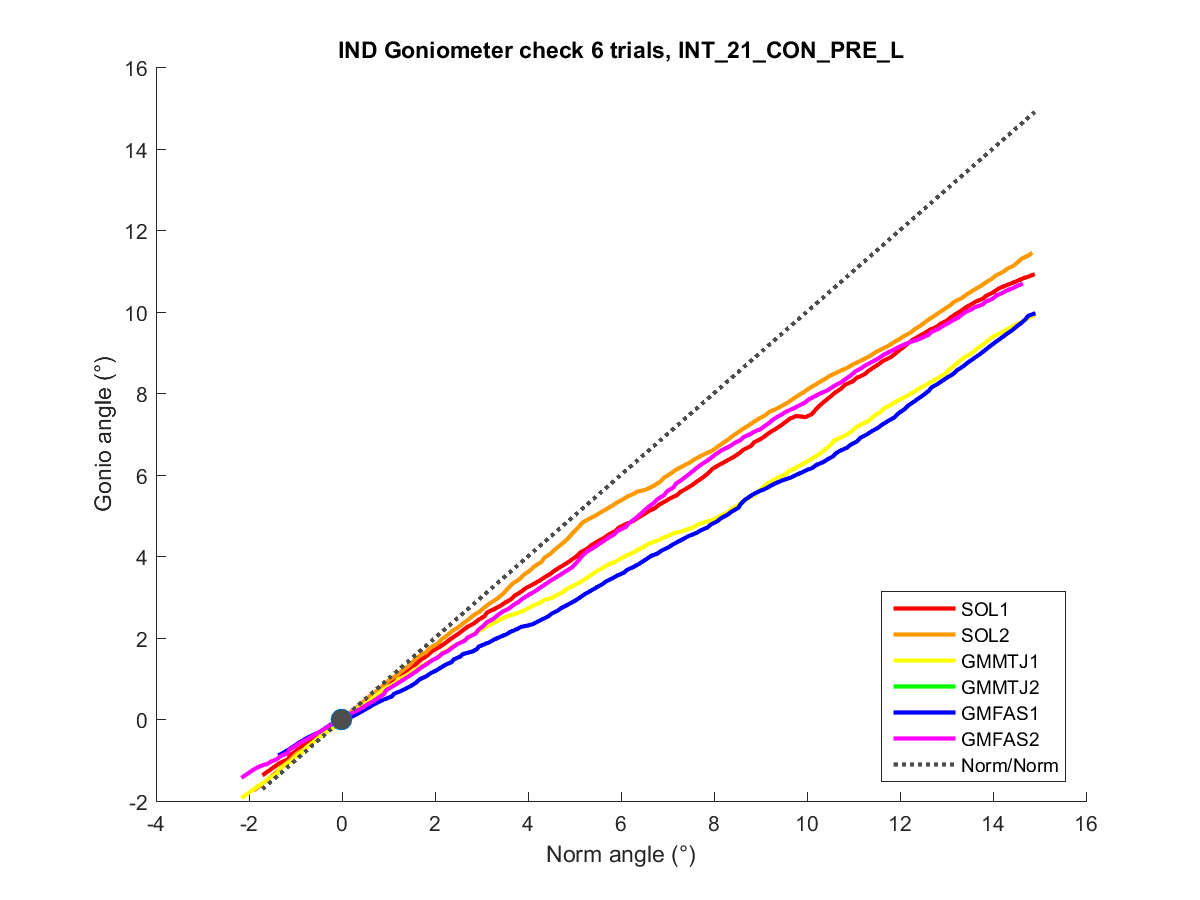 IND Goniometer check 6 trials, INT_21_CON_PRE_L
16
14
12
10
8
6
4
2
0
-2
Gonio angle (°)
-4
-2
0
2
4
6
8
10
12
14
16
Norm angle (°)
SOL1
SOL2
GMMTJ1
GMMTJ2
GMFAS1
GMFAS2
Norm/Norm